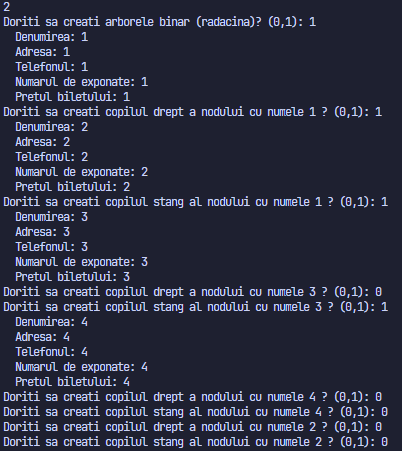 2
Doriti sa creati arborele binar (radacina)? (0,1): 1
Denumirea: 1
Adresa: 1
Telefonul: 1
Numarul de exponate: 1
Pretul biletului: 1
Doriti sa creati copilul drept a nodului cu numele 1 ? (0,1): 1
Denumirea: 2
Adresa: 2
Telefonul: 2
Numarul de exponate: 2
Pretul biletului: 2
Doriti sa creati copilul stang al nodului cu numele 1 ? (0,1): 1
Denumirea: 3
Adresa: 3
Telefonul: 3
Numarul de exponate: 3
Pretul biletului: 3
Doriti sa creati copilul drept a nodului cu numele 3 ? (0,1): 0
Doriti sa creati copilul stang al nodului cu numele 3 ? (0,1): 1
Denumirea: 4
Adresa: 4
Telefonul: 4
Numarul de exponate: 4
Pretul biletului: 4
Doriti sa creati copilul drept a nodului cu numele 4 ? (0,1): 0
Doriti sa creati copilul stang al nodului cu numele 4 ? (0,1): 0
Doriti sa creati copilul drept a nodului cu numele 2 ? (0,1): 0
Doriti sa creati copilul stang al nodului cu numele 2 ? (0,1): 0